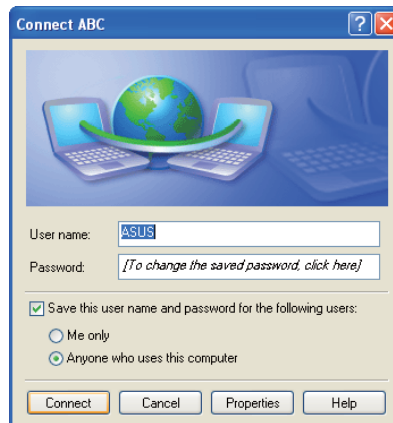 Connect ABC
User name: ASUS
Password: [To change the saved password, click here]
Save this user name and password for the following users:
Me only
Anyone who uses this computer
Connect Cancel Properties Help